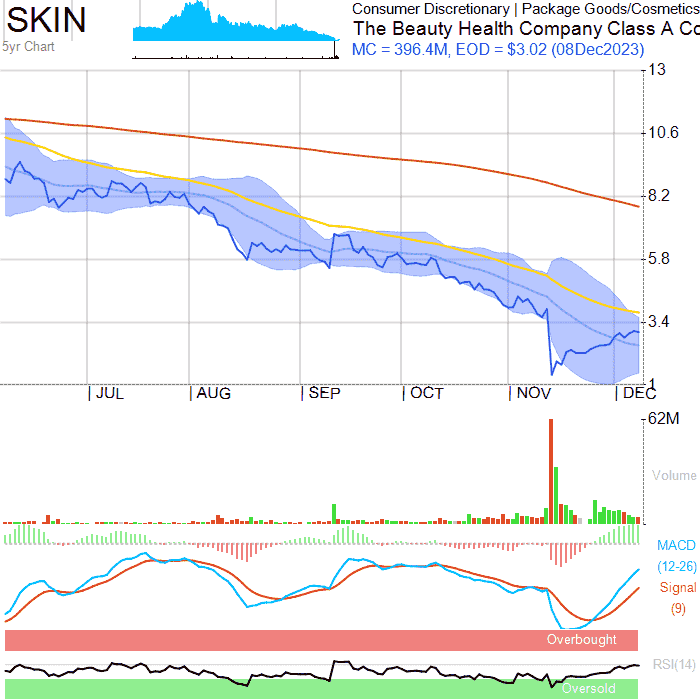 SKIN
5yr Chart
Consumer Discretionary | Package Goods/Cosmetics
The Beauty Health Company Class A Co
MC = 396.4M, EOD = $3.02 (08Dec2023)
13
10.6
8.2
5.8
3.4
1
JUL AUG SEP OCT NOV DEC
62M
Volume
MACD
(12-26)
Signal
(9)
Overbought
RSI(14)
Oversold